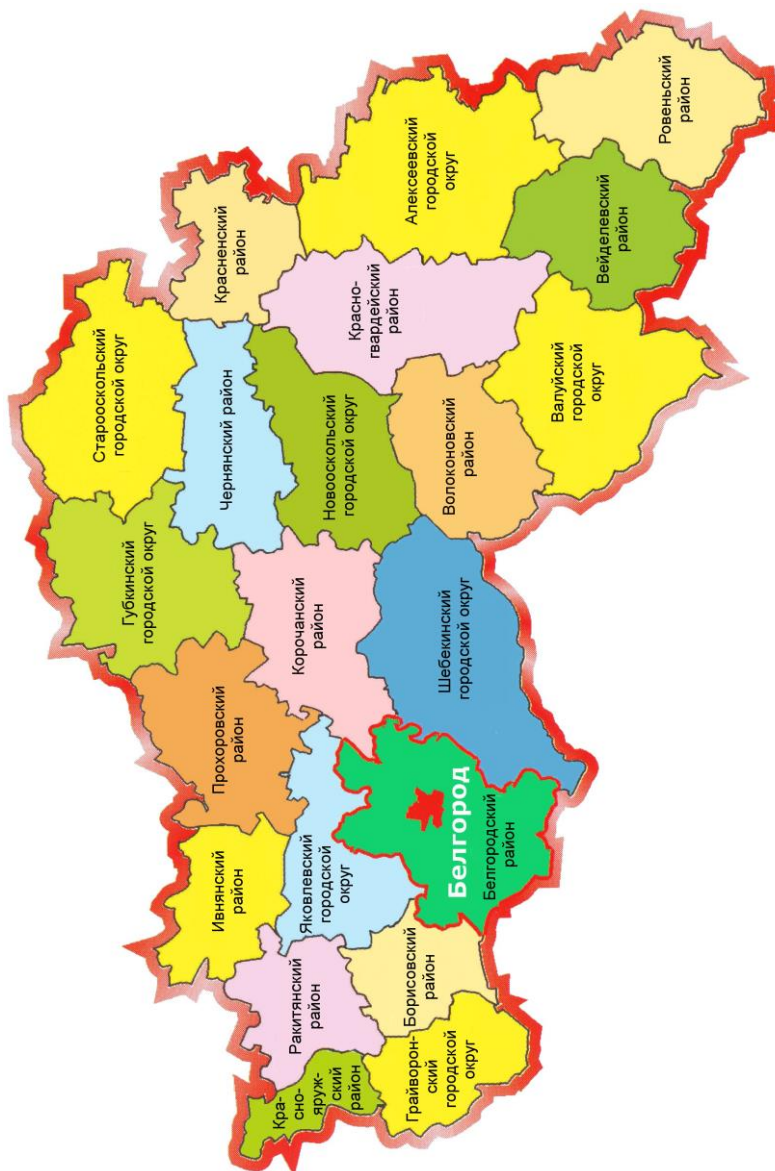 Старооскольский
городской округ
Губкинский
городской округ
Красненский
район
Чернянский район
Прохоровский
район
Ивнянский
район
Алексеевский
городской
округ
Красно-
гвардейский
район
Новооскольский
городской округ
Корочанский
район
Яковлевский
городской
округ
Ракитянский
район
Кра-
сно-
яруж-
ский район
Ровеньский
район
Вейделевский
район
Валуйский
городской
округ
Волоконовский
район
Шебекинский
городской округ
Белгород
Белгородский
район
Борисовский
район
Грайворон-
ский
городской
округ